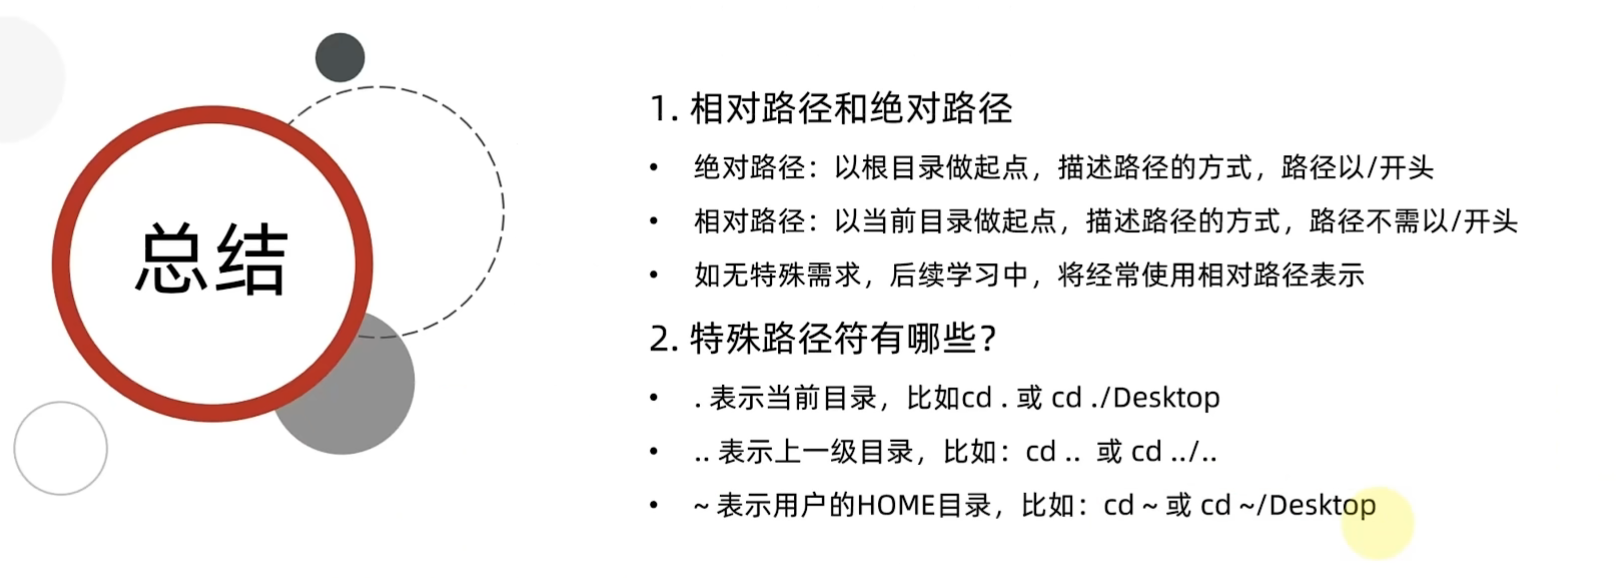 总结
1. 相对路径和绝对路径
• 绝对路径：以根目录做起点，描述路径的方式，路径以/开头
• 相对路径：以当前目录做起点，描述路径的方式，路径不需以/开头
• 如无特殊需求，后续学习中，将经常使用相对路径表示
2. 特殊路径符有哪些？
• . 表示当前目录，比如cd . 或 cd ./Desktop
• .. 表示上一级目录，比如：cd .. 或 cd ../..
• ~ 表示用户的HOME目录，比如：cd ~ 或 cd ~/Desktop